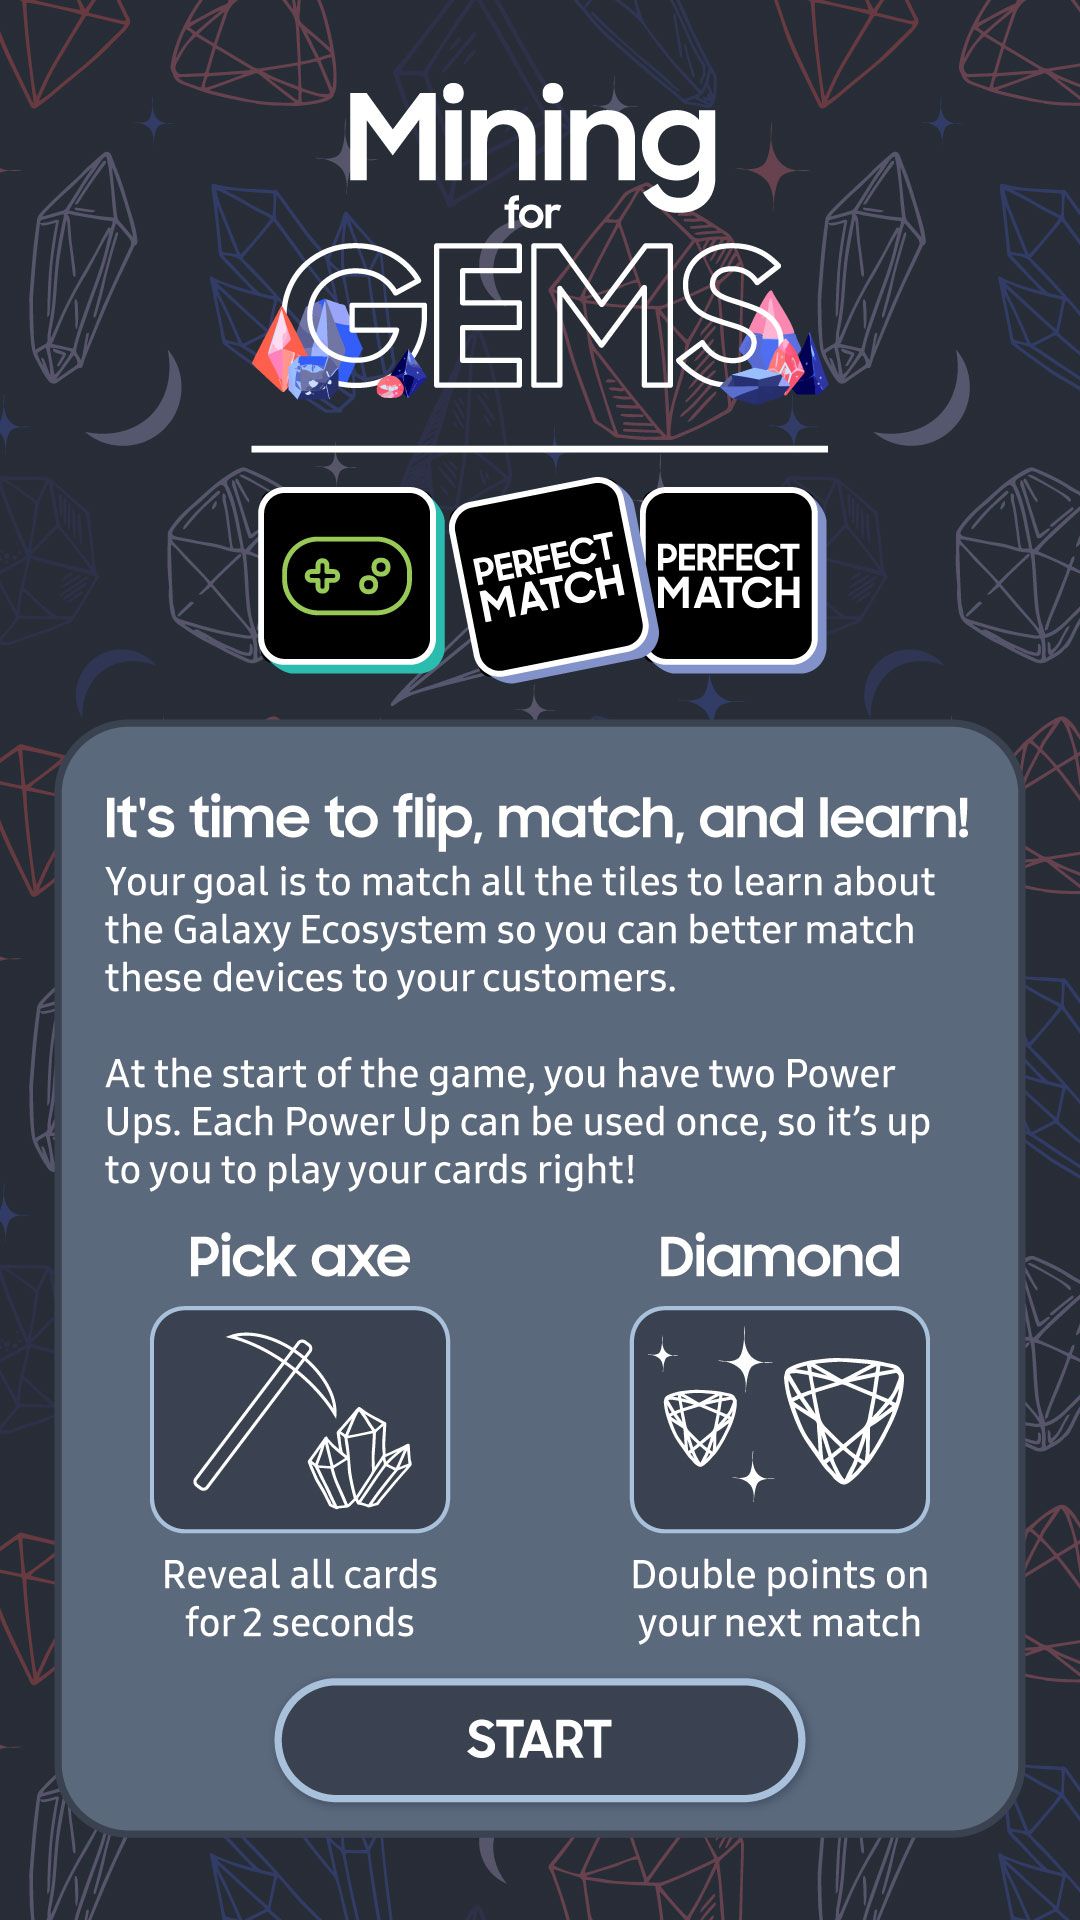 Mining
for
GEMS
PERFECT
MATCH
PERFECT
MATCH
It's time to flip, match, and learn!
Your goal is to match all the tiles to learn about
the Galaxy Ecosystem so you can better match
these devices to your customers.
At the start of the game, you have two Power
Ups. Each Power Up can be used once, so it’s up
to you to play your cards right!
Pick axe
Diamond
Reveal all cards
for 2 seconds
Double points on
your next match
START